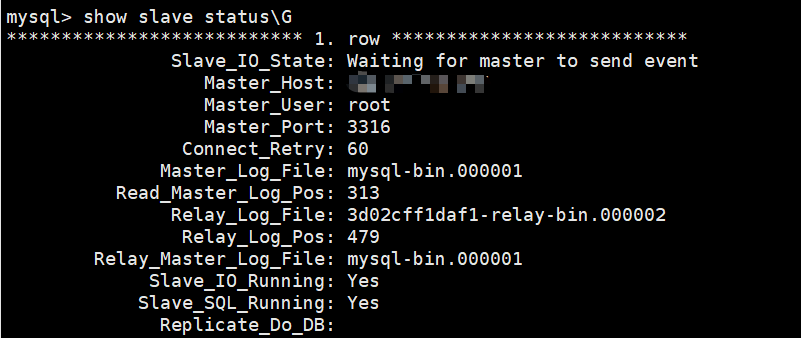 mysql> show slave status\G
*************************** 1. row ***************************
Slave_IO_State: Waiting for master to send event
Master_Host:
Master_User: root
Master_Port: 3316
Connect_Retry: 60
Master_Log_File: mysql-bin.000001
Read_Master_Log_Pos: 313
Relay_Log_File: 3d02cff1daf1-relay-bin.000002
Relay_Log_Pos: 479
Relay_Master_Log_File: mysql-bin.000001
Slave_IO_Running: Yes
Slave_SQL_Running: Yes
Replicate_Do_DB: